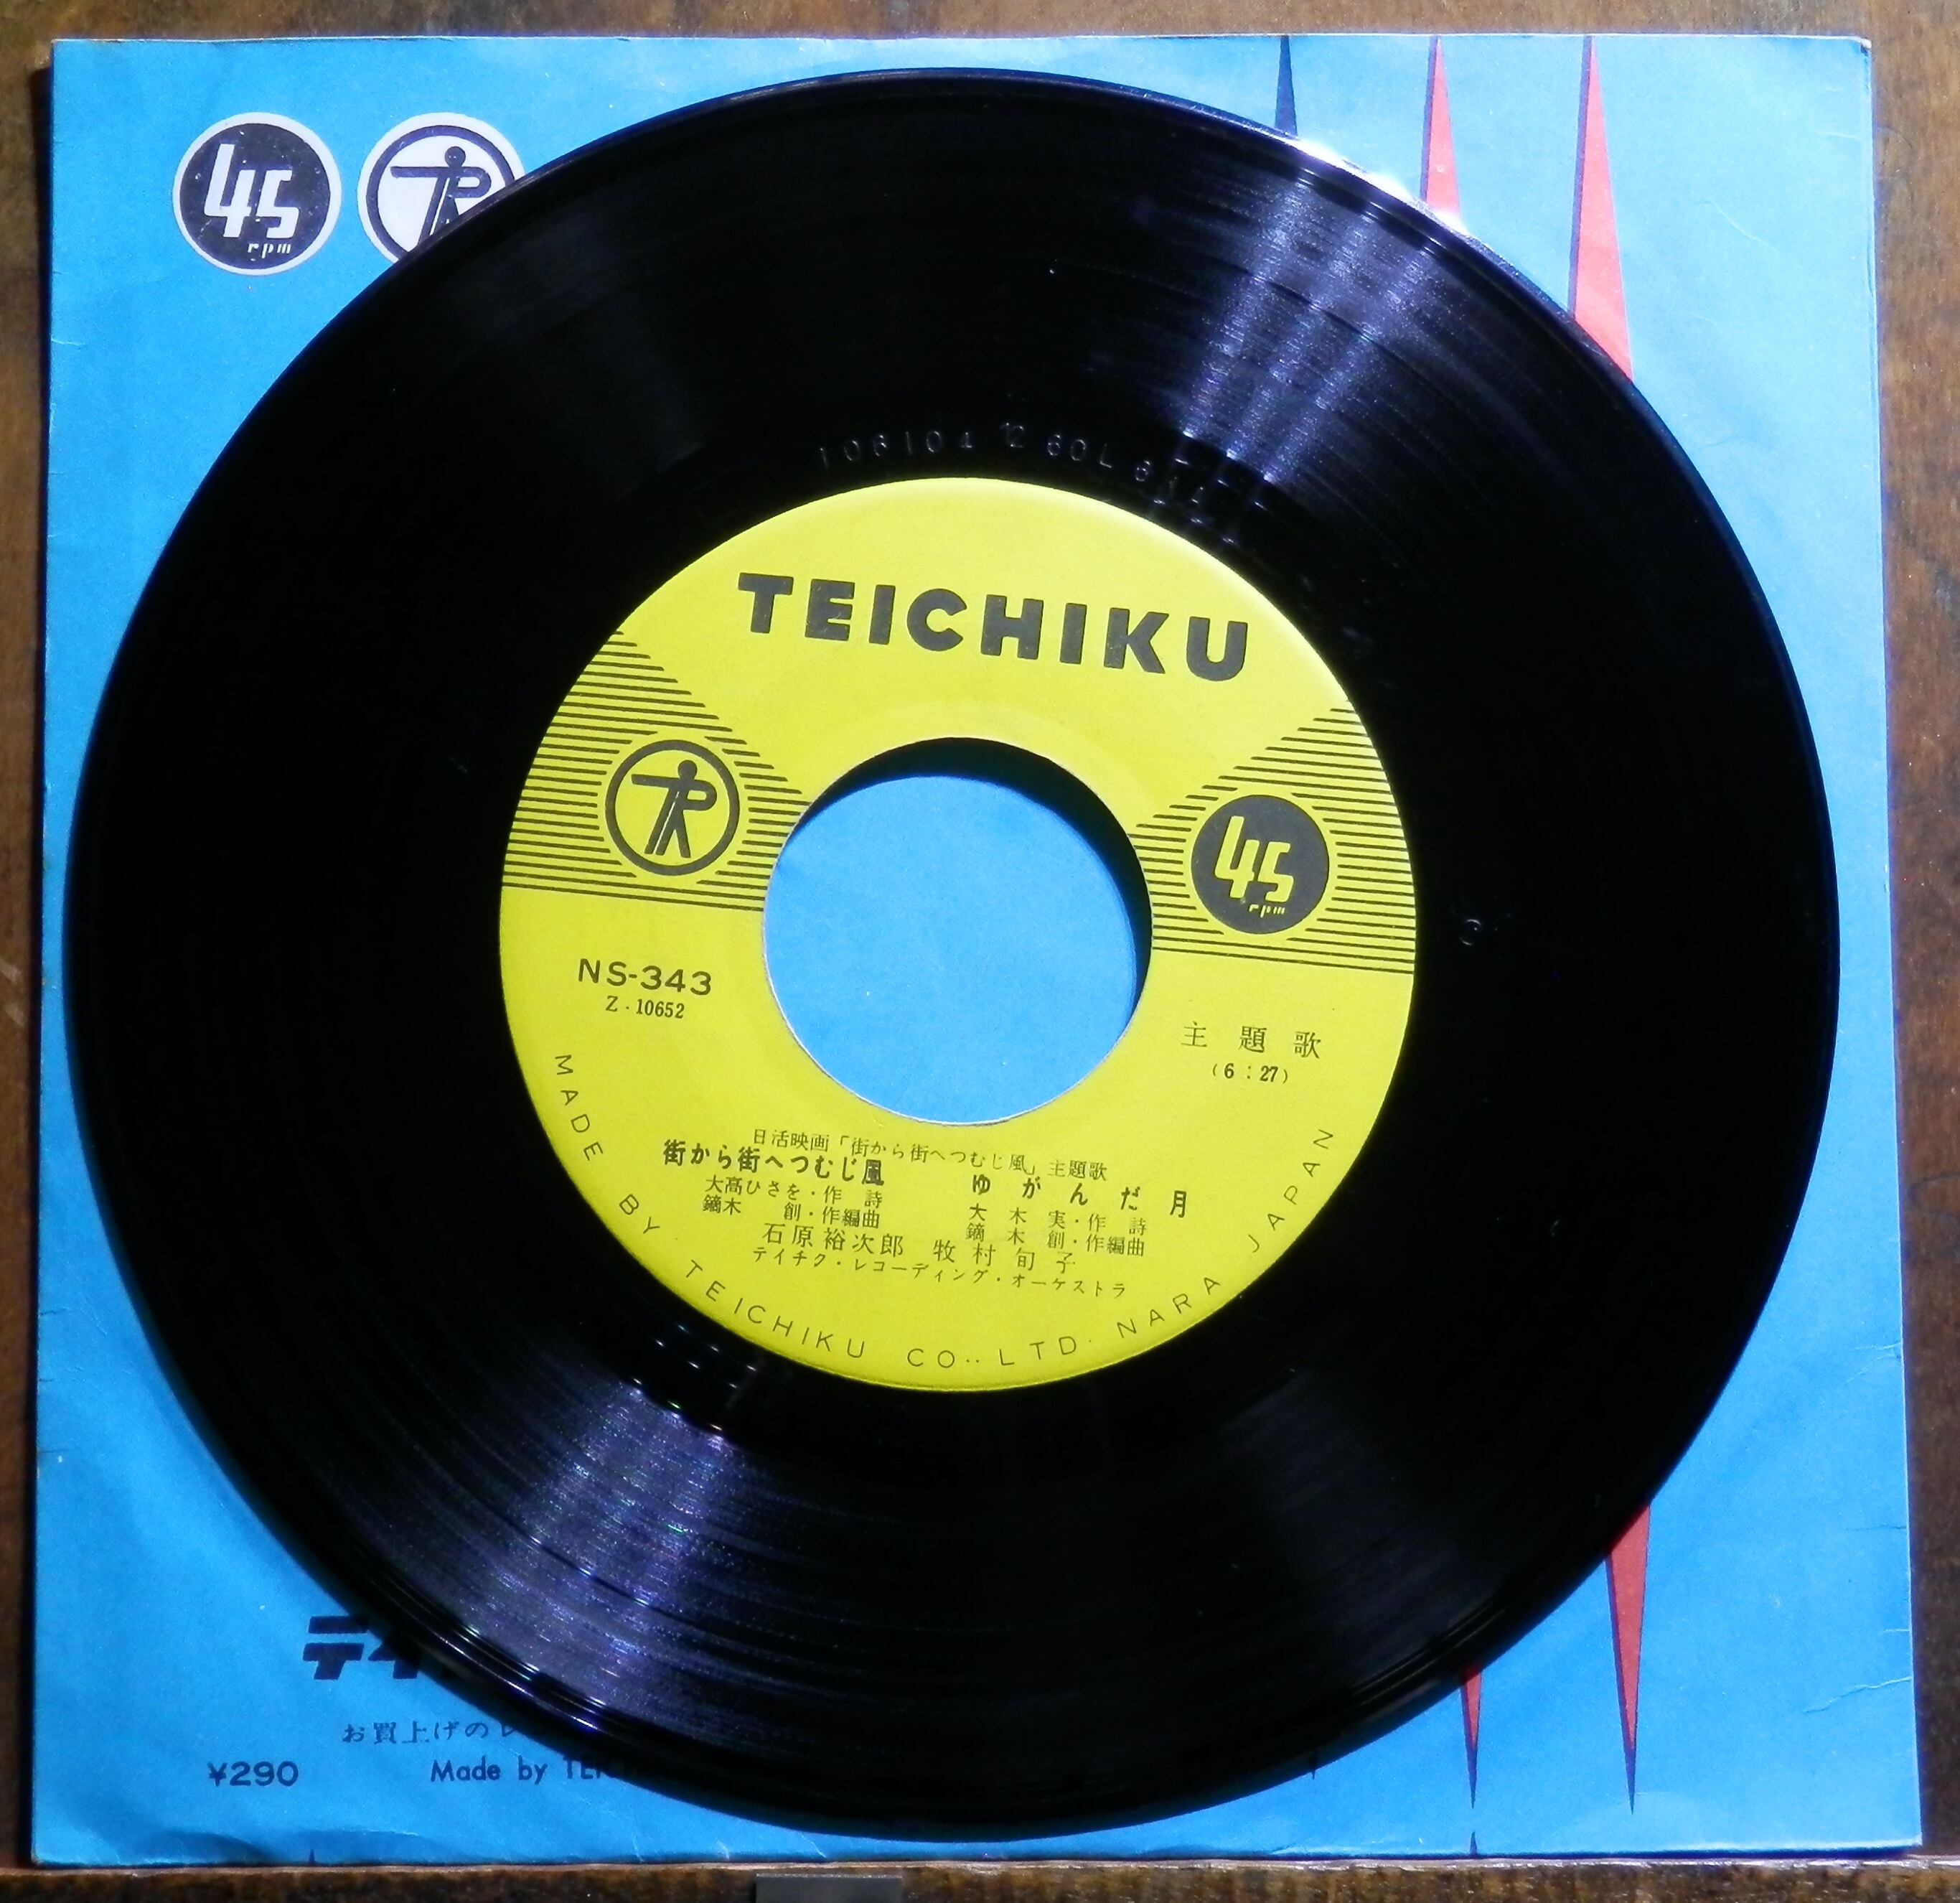 45
rpm
TEICHIKU
45
rpm
NS-343
Z・10652
主題歌
(6:27)
日活映画「街から街へつむじ風」主題歌
街から街へつむじ風 ゆがんだ月
大高ひさを・作詩 大木実・作詩
鏑木創・作編曲 鏑木創・作編曲
石原裕次郎 牧村旬子
テイチク・レコーディング・オーケストラ
MADE BY TEICHIKU CO., LTD. NARA JAPAN
お買上げの
¥290
Made by